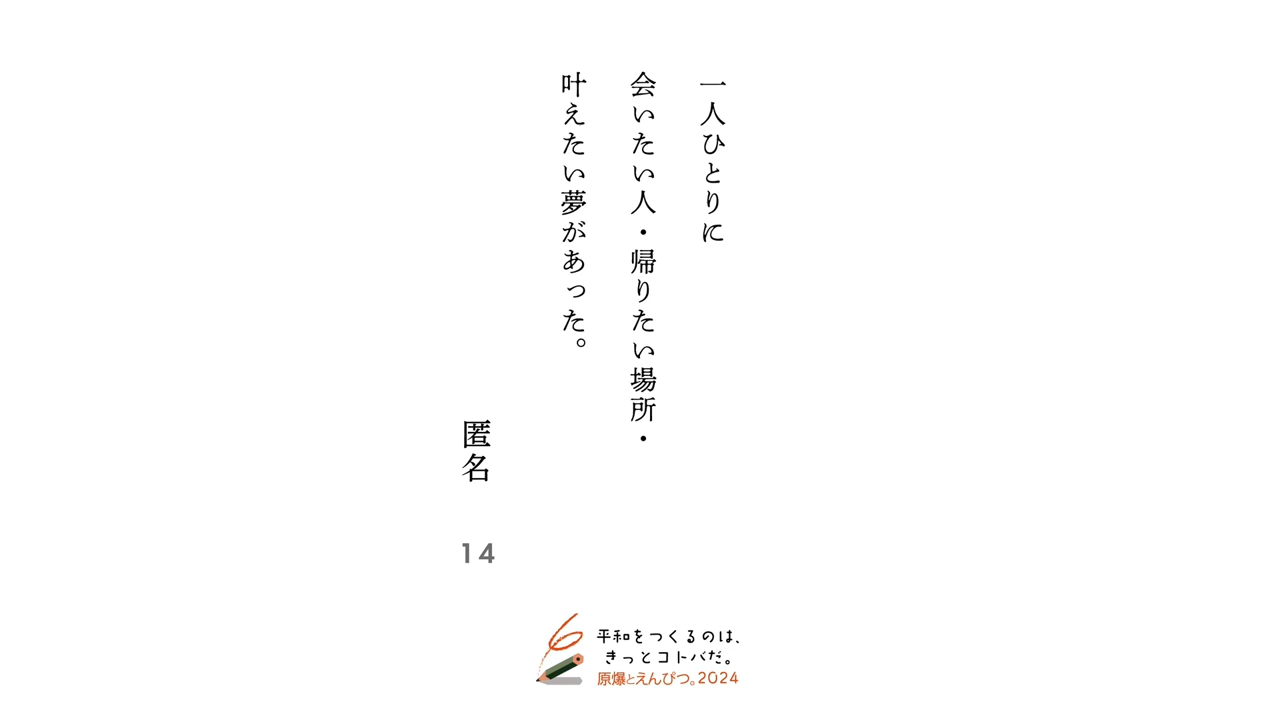 一人ひとりに
会いたい人・帰りたい場所・
叶えたい夢があった。
匿名
14
平和をつくるのは、
きっとコトバだ。
原爆とえんぴつ。2024